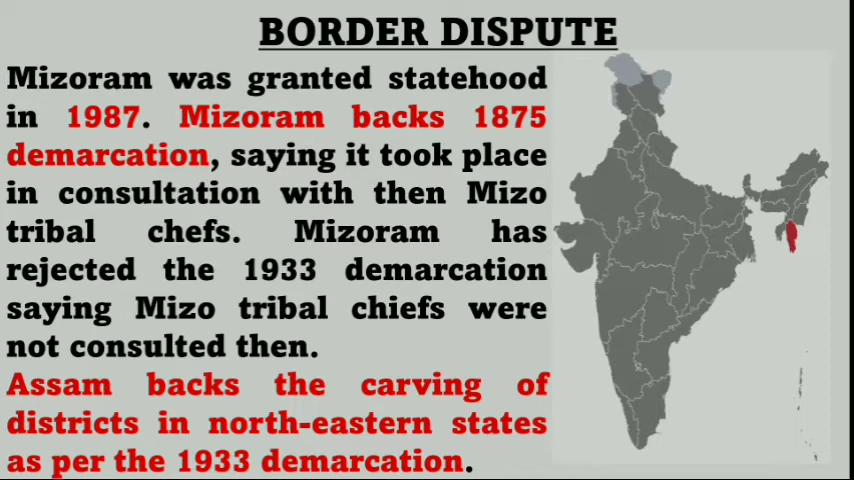 BORDER DISPUTE
Mizoram was granted statehood
in 1987. Mizoram backs 1875
demarcation, saying it took place
in consultation with then Mizo
tribal chefs. Mizoram has
rejected the 1933 demarcation
saying Mizo tribal chiefs were
not consulted then.
Assam backs the carving of
districts in north-eastern states
as per the 1933 demarcation.